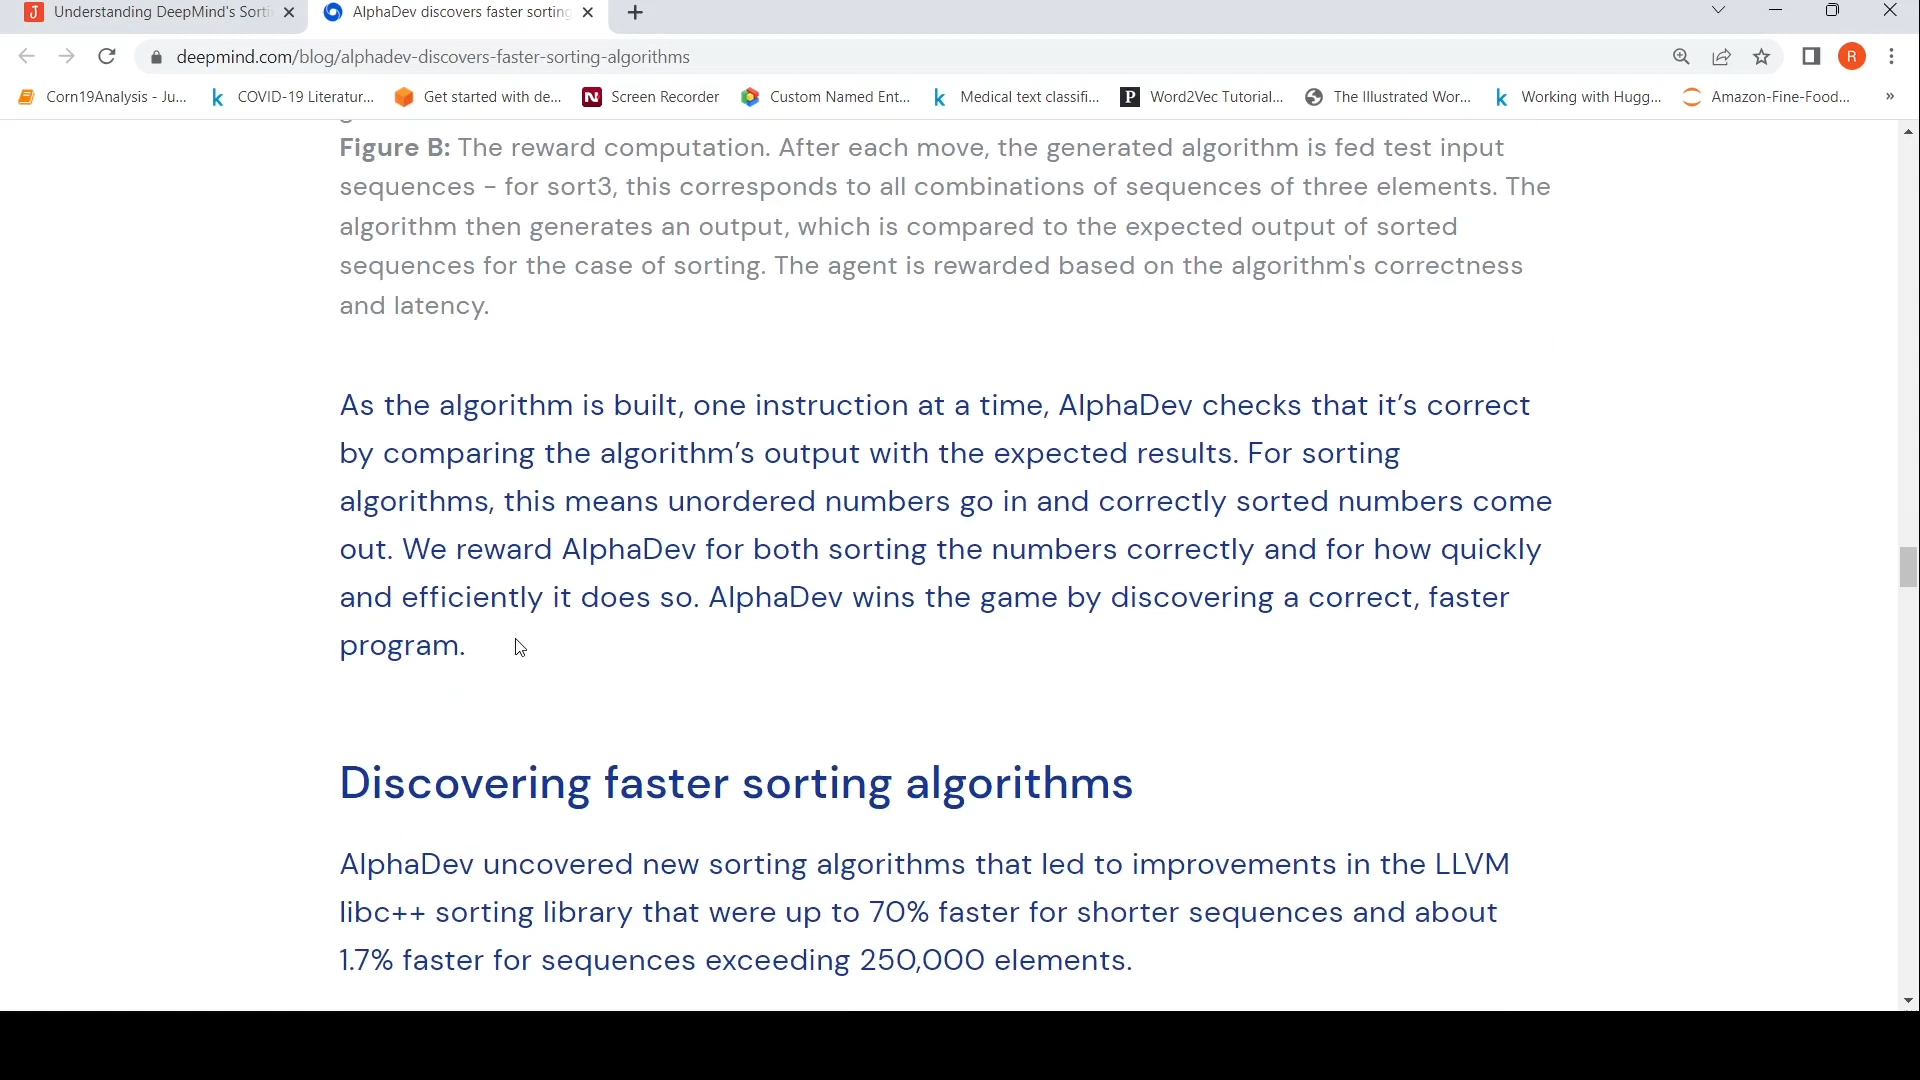 Understanding DeepMind's Sorti
AlphaDev discovers faster sorting
deepmind.com/blog/alphadev-discovers-faster-sorting-algorithms
R
Corn19Analysis - Ju...
COVID-19 Literatur...
Get started with de...
Screen Recorder
Custom Named Ent...
Medical text classifi...
Word2Vec Tutorial...
The Illustrated Wor...
Working with Hugg...
Amazon-Fine-Food...
»
Figure B: The reward computation. After each move, the generated algorithm is fed test input
sequences – for sort3, this corresponds to all combinations of sequences of three elements. The
algorithm then generates an output, which is compared to the expected output of sorted
sequences for the case of sorting. The agent is rewarded based on the algorithm's correctness
and latency.
As the algorithm is built, one instruction at a time, AlphaDev checks that it’s correct
by comparing the algorithm’s output with the expected results. For sorting
algorithms, this means unordered numbers go in and correctly sorted numbers come
out. We reward AlphaDev for both sorting the numbers correctly and for how quickly
and efficiently it does so. AlphaDev wins the game by discovering a correct, faster
program.
Discovering faster sorting algorithms
AlphaDev uncovered new sorting algorithms that led to improvements in the LLVM
libc++ sorting library that were up to 70% faster for shorter sequences and about
1.7% faster for sequences exceeding 250,000 elements.